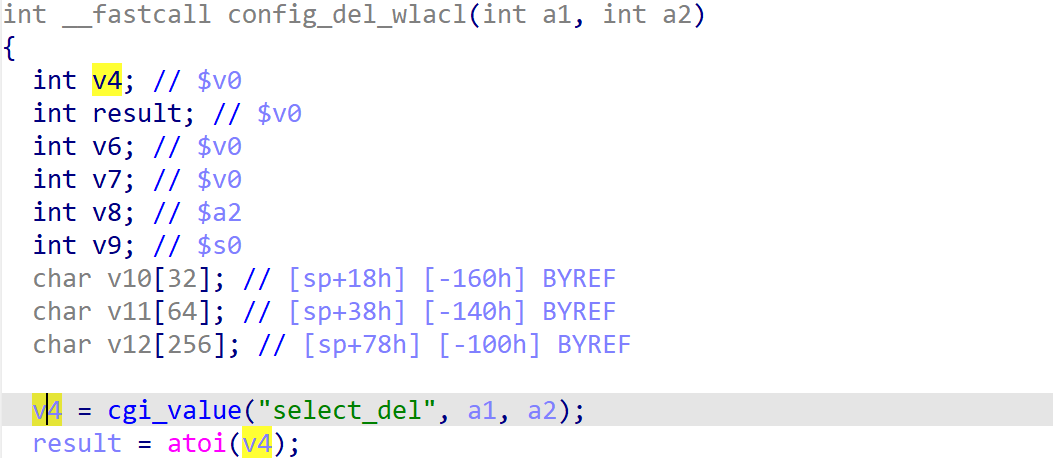 int __fastcall config_del_wlacl(int a1, int a2)
{
int v4; // $v0
int result; // $v0
int v6; // $v0
int v7; // $v0
int v8; // $a2
int v9; // $s0
char v10[32]; // [sp+18h] [-160h] BYREF
char v11[64]; // [sp+38h] [-140h] BYREF
char v12[256]; // [sp+78h] [-100h] BYREF
v4 = cgi_value("select_del", a1, a2);
result = atoi(v4);